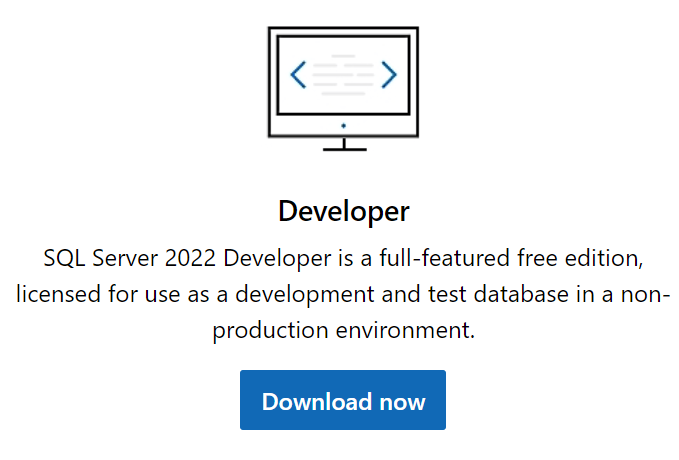 Developer
SQL Server 2022 Developer is a full-featured free edition,
licensed for use as a development and test database in a non-
production environment.
Download now